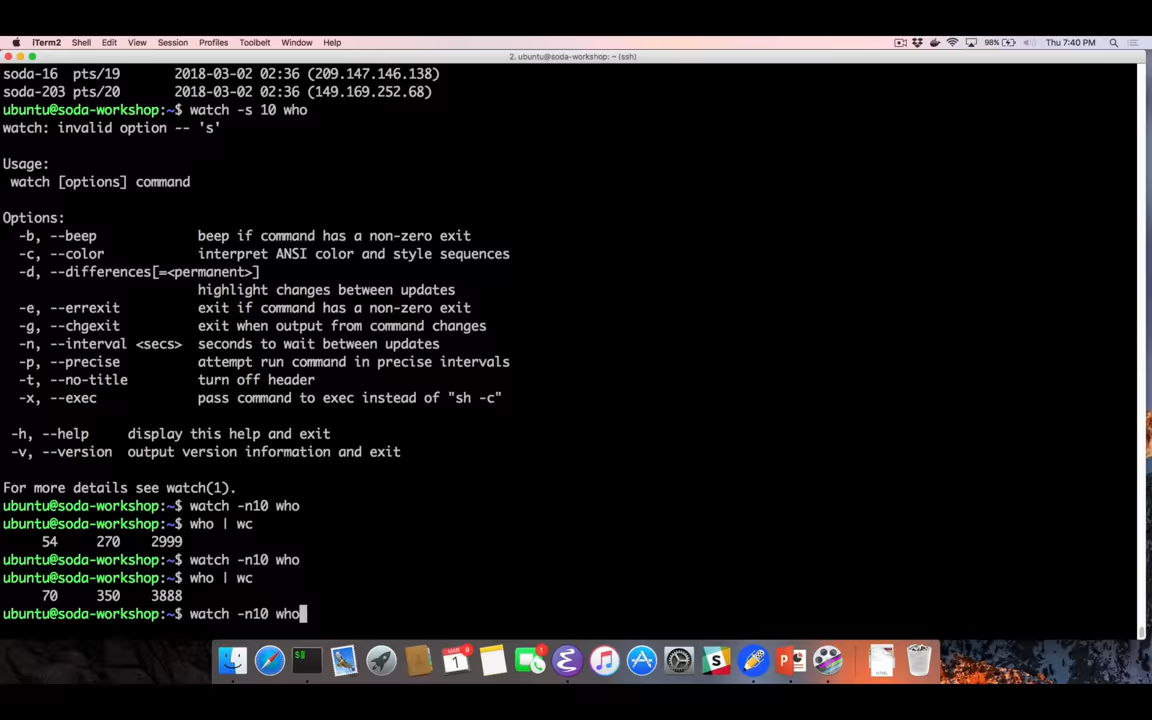 iTerm2 Shell Edit View Session Profiles Toolbelt Window Help 98% Thu 7:40 PM
2. ubuntu@soda-workshop: ~ (ssh)
soda-16  pts/19       2018-03-02 02:36 (209.147.146.138)
soda-203 pts/20       2018-03-02 02:36 (149.169.252.68)
ubuntu@soda-workshop:~$ watch -s 10 who
watch: invalid option -- 's'
Usage:
 watch [options] command
Options:
  -b, --beep             beep if command has a non-zero exit
  -c, --color            interpret ANSI color and style sequences
  -d, --differences[=<permanent>]
                         highlight changes between updates
  -e, --errexit          exit if command has a non-zero exit
  -g, --chgexit          exit when output from command changes
  -n, --interval <secs>  seconds to wait between updates
  -p, --precise          attempt run command in precise intervals
  -t, --no-title         turn off header
  -x, --exec             pass command to exec instead of "sh -c"
 -h, --help     display this help and exit
 -v, --version  output version information and exit
For more details see watch(1).
ubuntu@soda-workshop:~$ watch -n10 who
ubuntu@soda-workshop:~$ who | wc
     54     270    2999
ubuntu@soda-workshop:~$ watch -n10 who
ubuntu@soda-workshop:~$ who | wc
     70     350    3888
ubuntu@soda-workshop:~$ watch -n10 who